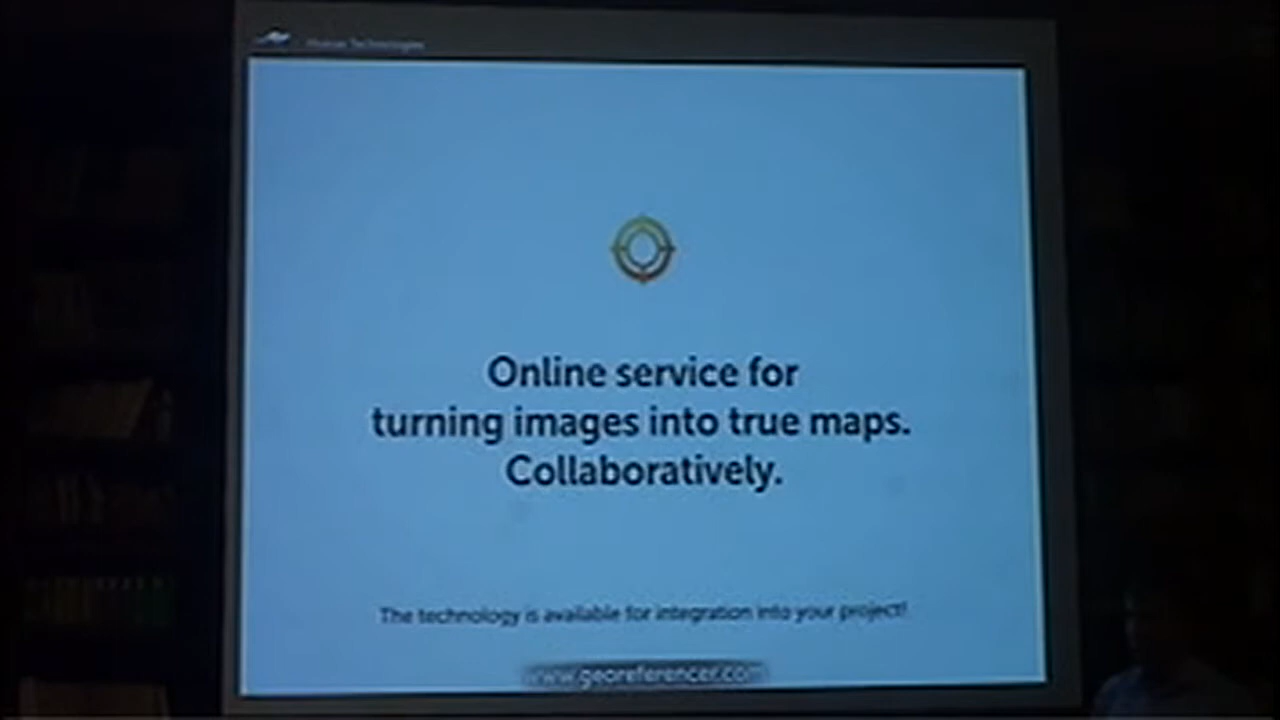 Technologies
Online service for
turning images into true maps.
Collaboratively.
The technology is available for integration into your project!
www.georeferencer.com